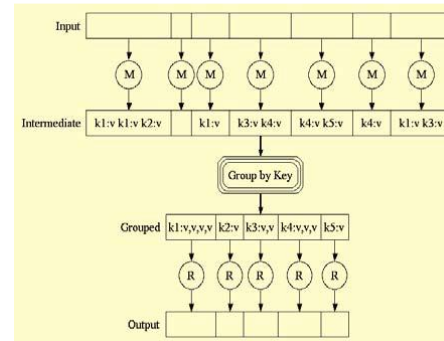 Input
M M M M M M M
Intermediate k1:v k1:v k2:v k1:v k3:v k4:v k4:v k5:v k4:v k1:v k3:v
Group by Key
Grouped k1:v,v,v,v k2:v k3:v,v k4:v,v,v k5:v
R R R R R
Output